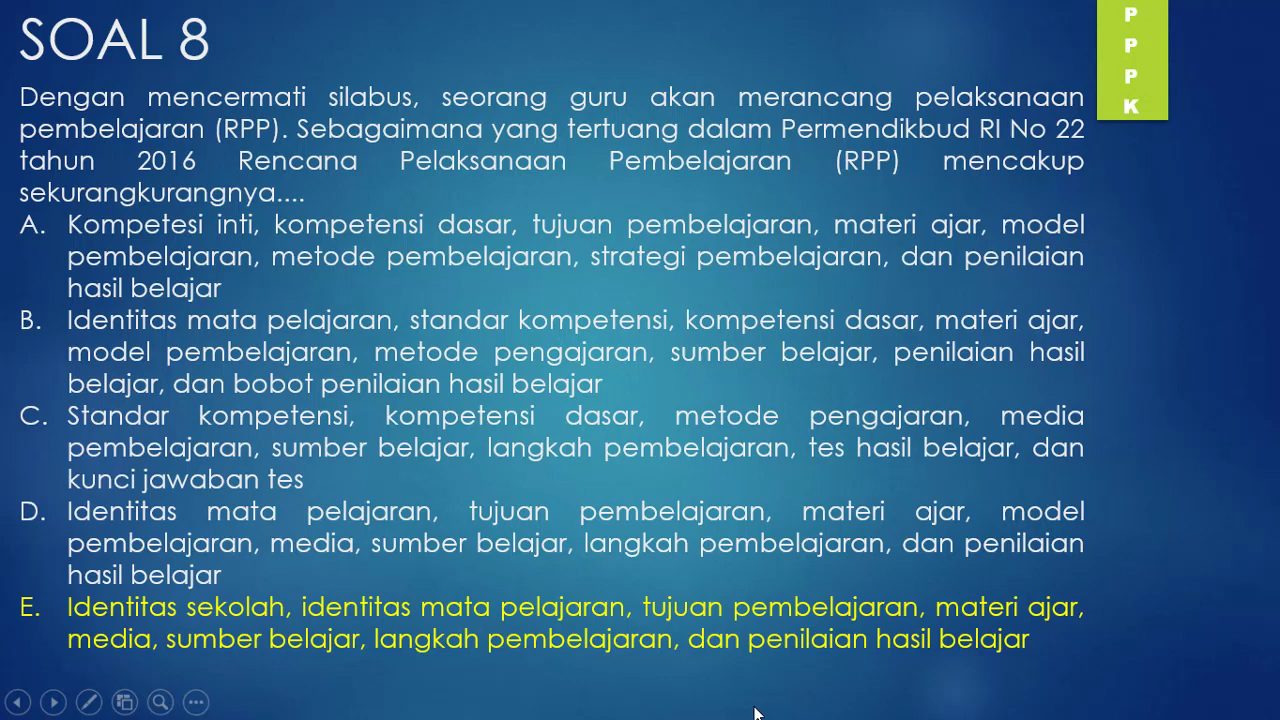 SOAL 8
P
P
P
K
Dengan mencermati silabus, seorang guru akan merancang pelaksanaan
pembelajaran (RPP). Sebagaimana yang tertuang dalam Permendikbud RI No 22
tahun 2016 Rencana Pelaksanaan Pembelajaran (RPP) mencakup
sekurangkurangnya....
A. Kompetesi inti, kompetensi dasar, tujuan pembelajaran, materi ajar, model
pembelajaran, metode pembelajaran, strategi pembelajaran, dan penilaian
hasil belajar
B. Identitas mata pelajaran, standar kompetensi, kompetensi dasar, materi ajar,
model pembelajaran, metode pengajaran, sumber belajar, penilaian hasil
belajar, dan bobot penilaian hasil belajar
C. Standar kompetensi, kompetensi dasar, metode pengajaran, media
pembelajaran, sumber belajar, langkah pembelajaran, tes hasil belajar, dan
kunci jawaban tes
D. Identitas mata pelajaran, tujuan pembelajaran, materi ajar, model
pembelajaran, media, sumber belajar, langkah pembelajaran, dan penilaian
hasil belajar
E. Identitas sekolah, identitas mata pelajaran, tujuan pembelajaran, materi ajar,
media, sumber belajar, langkah pembelajaran, dan penilaian hasil belajar